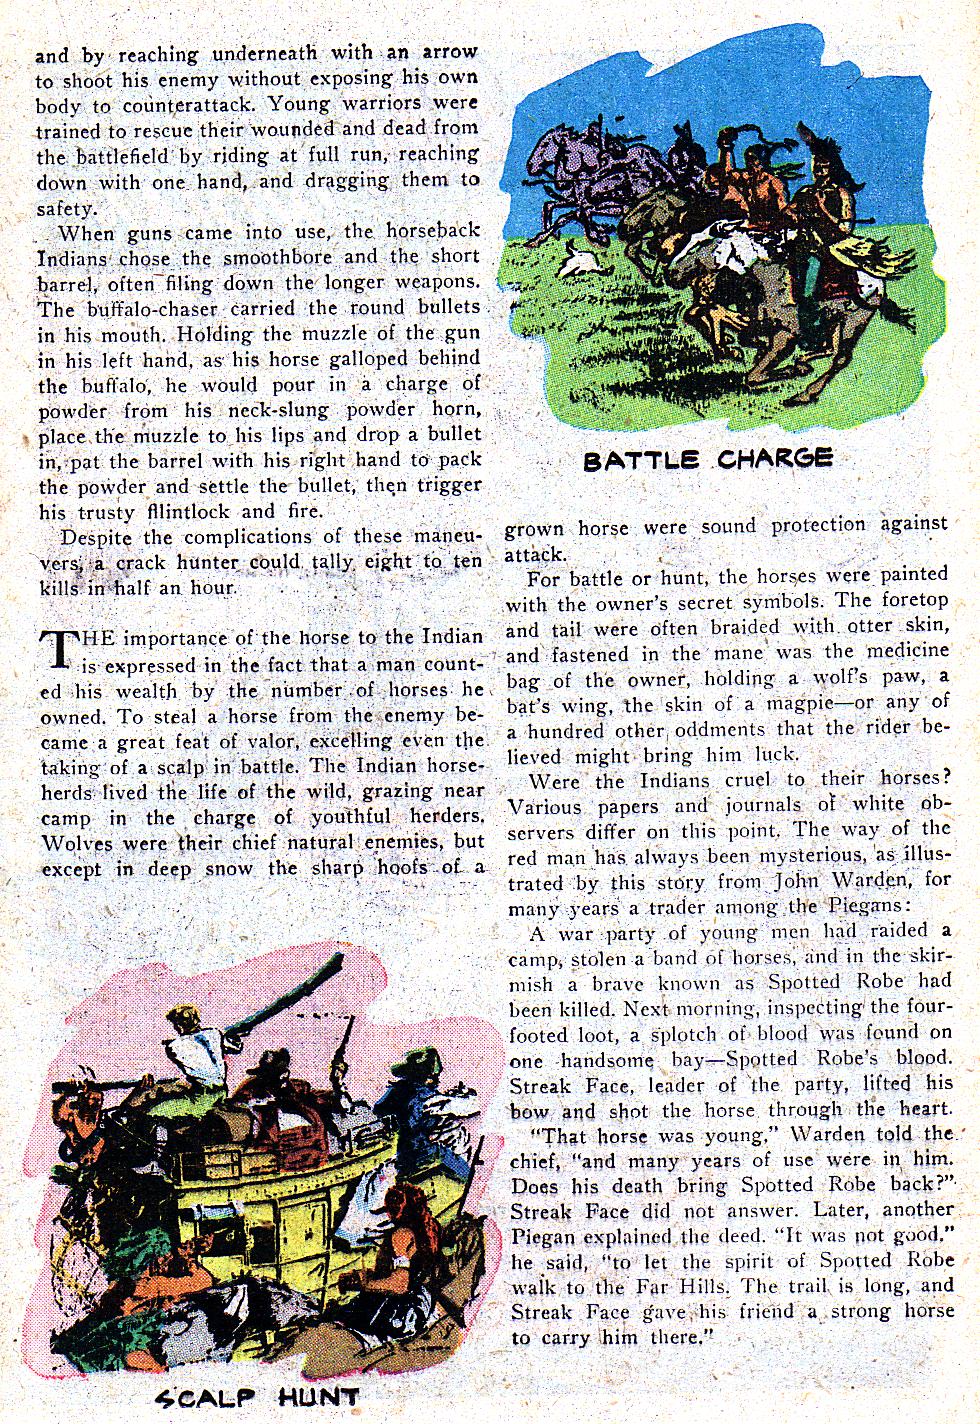 and by reaching underneath with an arrow
to shoot his enemy without exposing his own
body to counterattack. Young warriors were
trained to rescue their wounded and dead from
the battlefield by riding at full run, reaching
down with one hand, and dragging them to
safety.
When guns came into use, the horseback
Indians chose the smoothbore and the short
barrel, often filing down the longer weapons.
The buffalo-chaser carried the round bullets
in his mouth. Holding the muzzle of the gun
in his left hand, as his horse galloped behind
the buffalo, he would pour in a charge of
powder from his neck-slung powder horn,
place the muzzle to his lips and drop a bullet
in, pat the barrel with his right hand to pack
the powder and settle the bullet, then trigger
his trusty flintlock and fire.
Despite the complications of these maneu-
vers, a crack hunter could tally eight to ten
kills in half an hour.
THE importance of the horse to the Indian
is expressed in the fact that a man count-
ed his wealth by the number of horses he
owned. To steal a horse from the enemy be-
came a great feat of valor, excelling even the
taking of a scalp in battle. The Indian horse-
herds lived the life of the wild, grazing near
camp in the charge of youthful herders.
Wolves were their chief natural enemies, but
except in deep snow the sharp hoofs of a
SCALP HUNT
BATTLE CHARGE
grown horse were sound protection against
attack.
For battle or hunt, the horses were painted
with the owner's secret symbols. The foretop
and tail were often braided with otter skin,
and fastened in the mane was the medicine
bag of the owner, holding a wolf's paw, a
bat's wing, the skin of a magpie—or any of
a hundred other oddments that the rider be-
lieved might bring him luck.
Were the Indians cruel to their horses?
Various papers and journals of white ob-
servers differ on this point. The way of the
red man has always been mysterious, as illus-
trated by this story from John Warden, for
many years a trader among the Piegans:
A war party of young men had raided a
camp, stolen a band of horses, and in the skir-
mish a brave known as Spotted Robe had
been killed. Next morning, inspecting the four-
footed loot, a splotch of blood was found on
one handsome bay—Spotted Robe's blood.
Streak Face, leader of the party, lifted his
bow and shot the horse through the heart.
"That horse was young," Warden told the
chief, "and many years of use were in him.
Does his death bring Spotted Robe back?"
Streak Face did not answer. Later, another
Piegan explained the deed. "It was not good,"
he said, "to let the spirit of Spotted Robe
walk to the Far Hills. The trail is long, and
Streak Face gave his friend a strong horse
to carry him there."